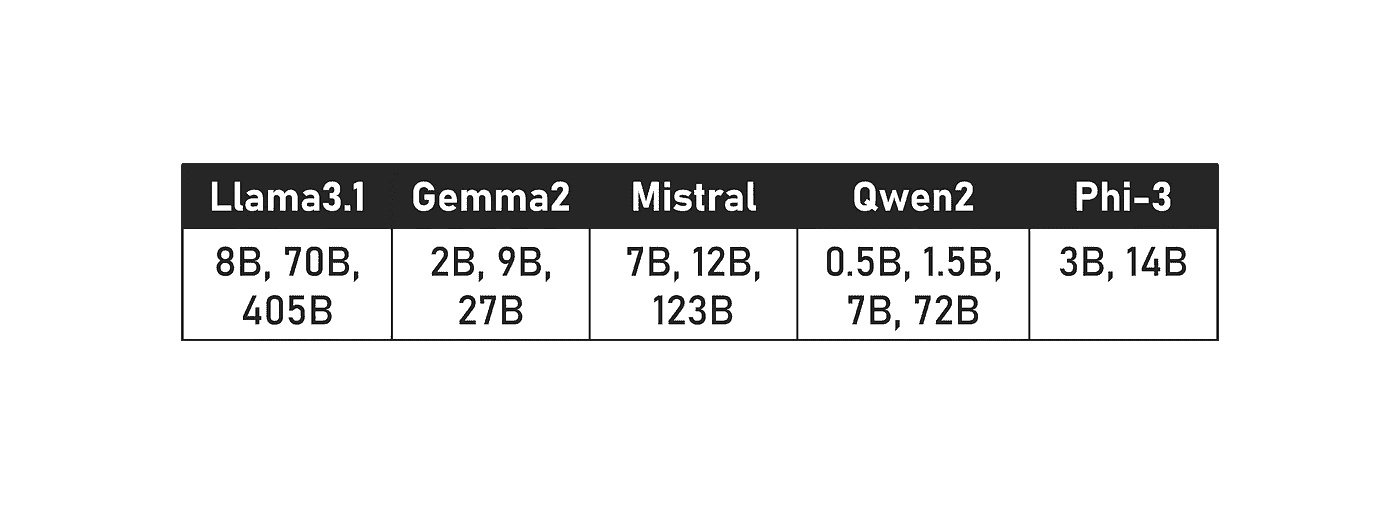 Llama3.1 Gemma2 Mistral Qwen2 Phi-3
8B, 70B, 2B, 9B, 7B, 12B, 0.5B, 1.5B, 3B, 14B
405B 27B 123B 7B, 72B